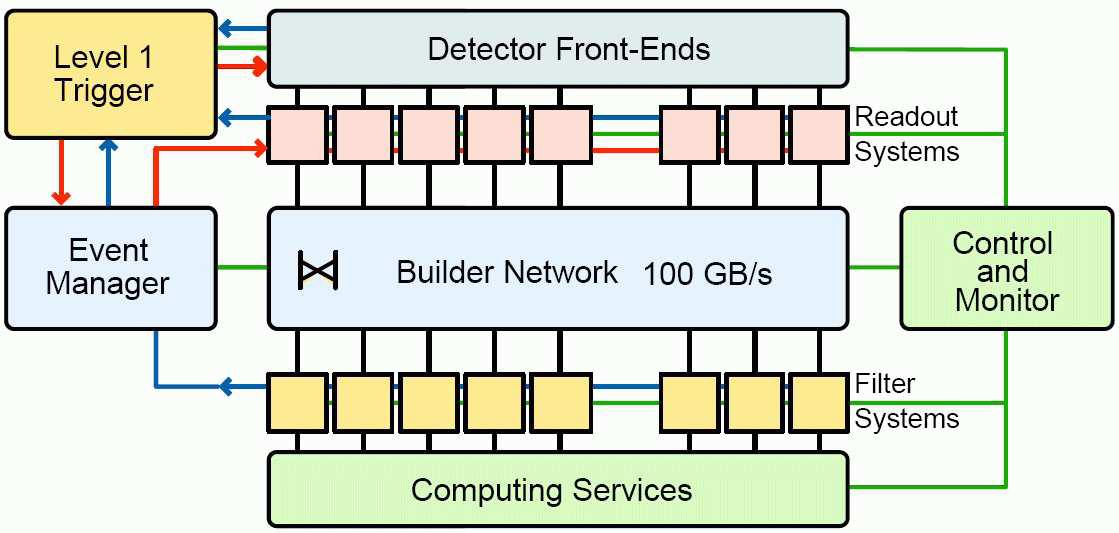 Level 1
Trigger
Detector Front-Ends
Readout
Systems
Event
Manager
Builder Network 100 GB/s
Control
and
Monitor
Filter
Systems
Computing Services